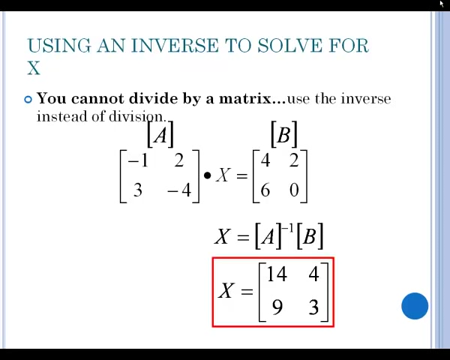 USING AN INVERSE TO SOLVE FOR
X
You cannot divide by a matrix…use the inverse
instead of division.
[A] [B]
[−1 2; 3 −4] • X = [4 2; 6 0]
X = [A]⁻¹[B]
X = [14 4; 9 3]